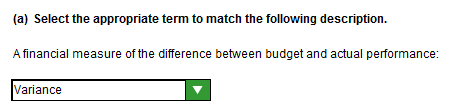 (a) Select the appropriate term to match the following description.
A financial measure of the difference between budget and actual performance:
Variance